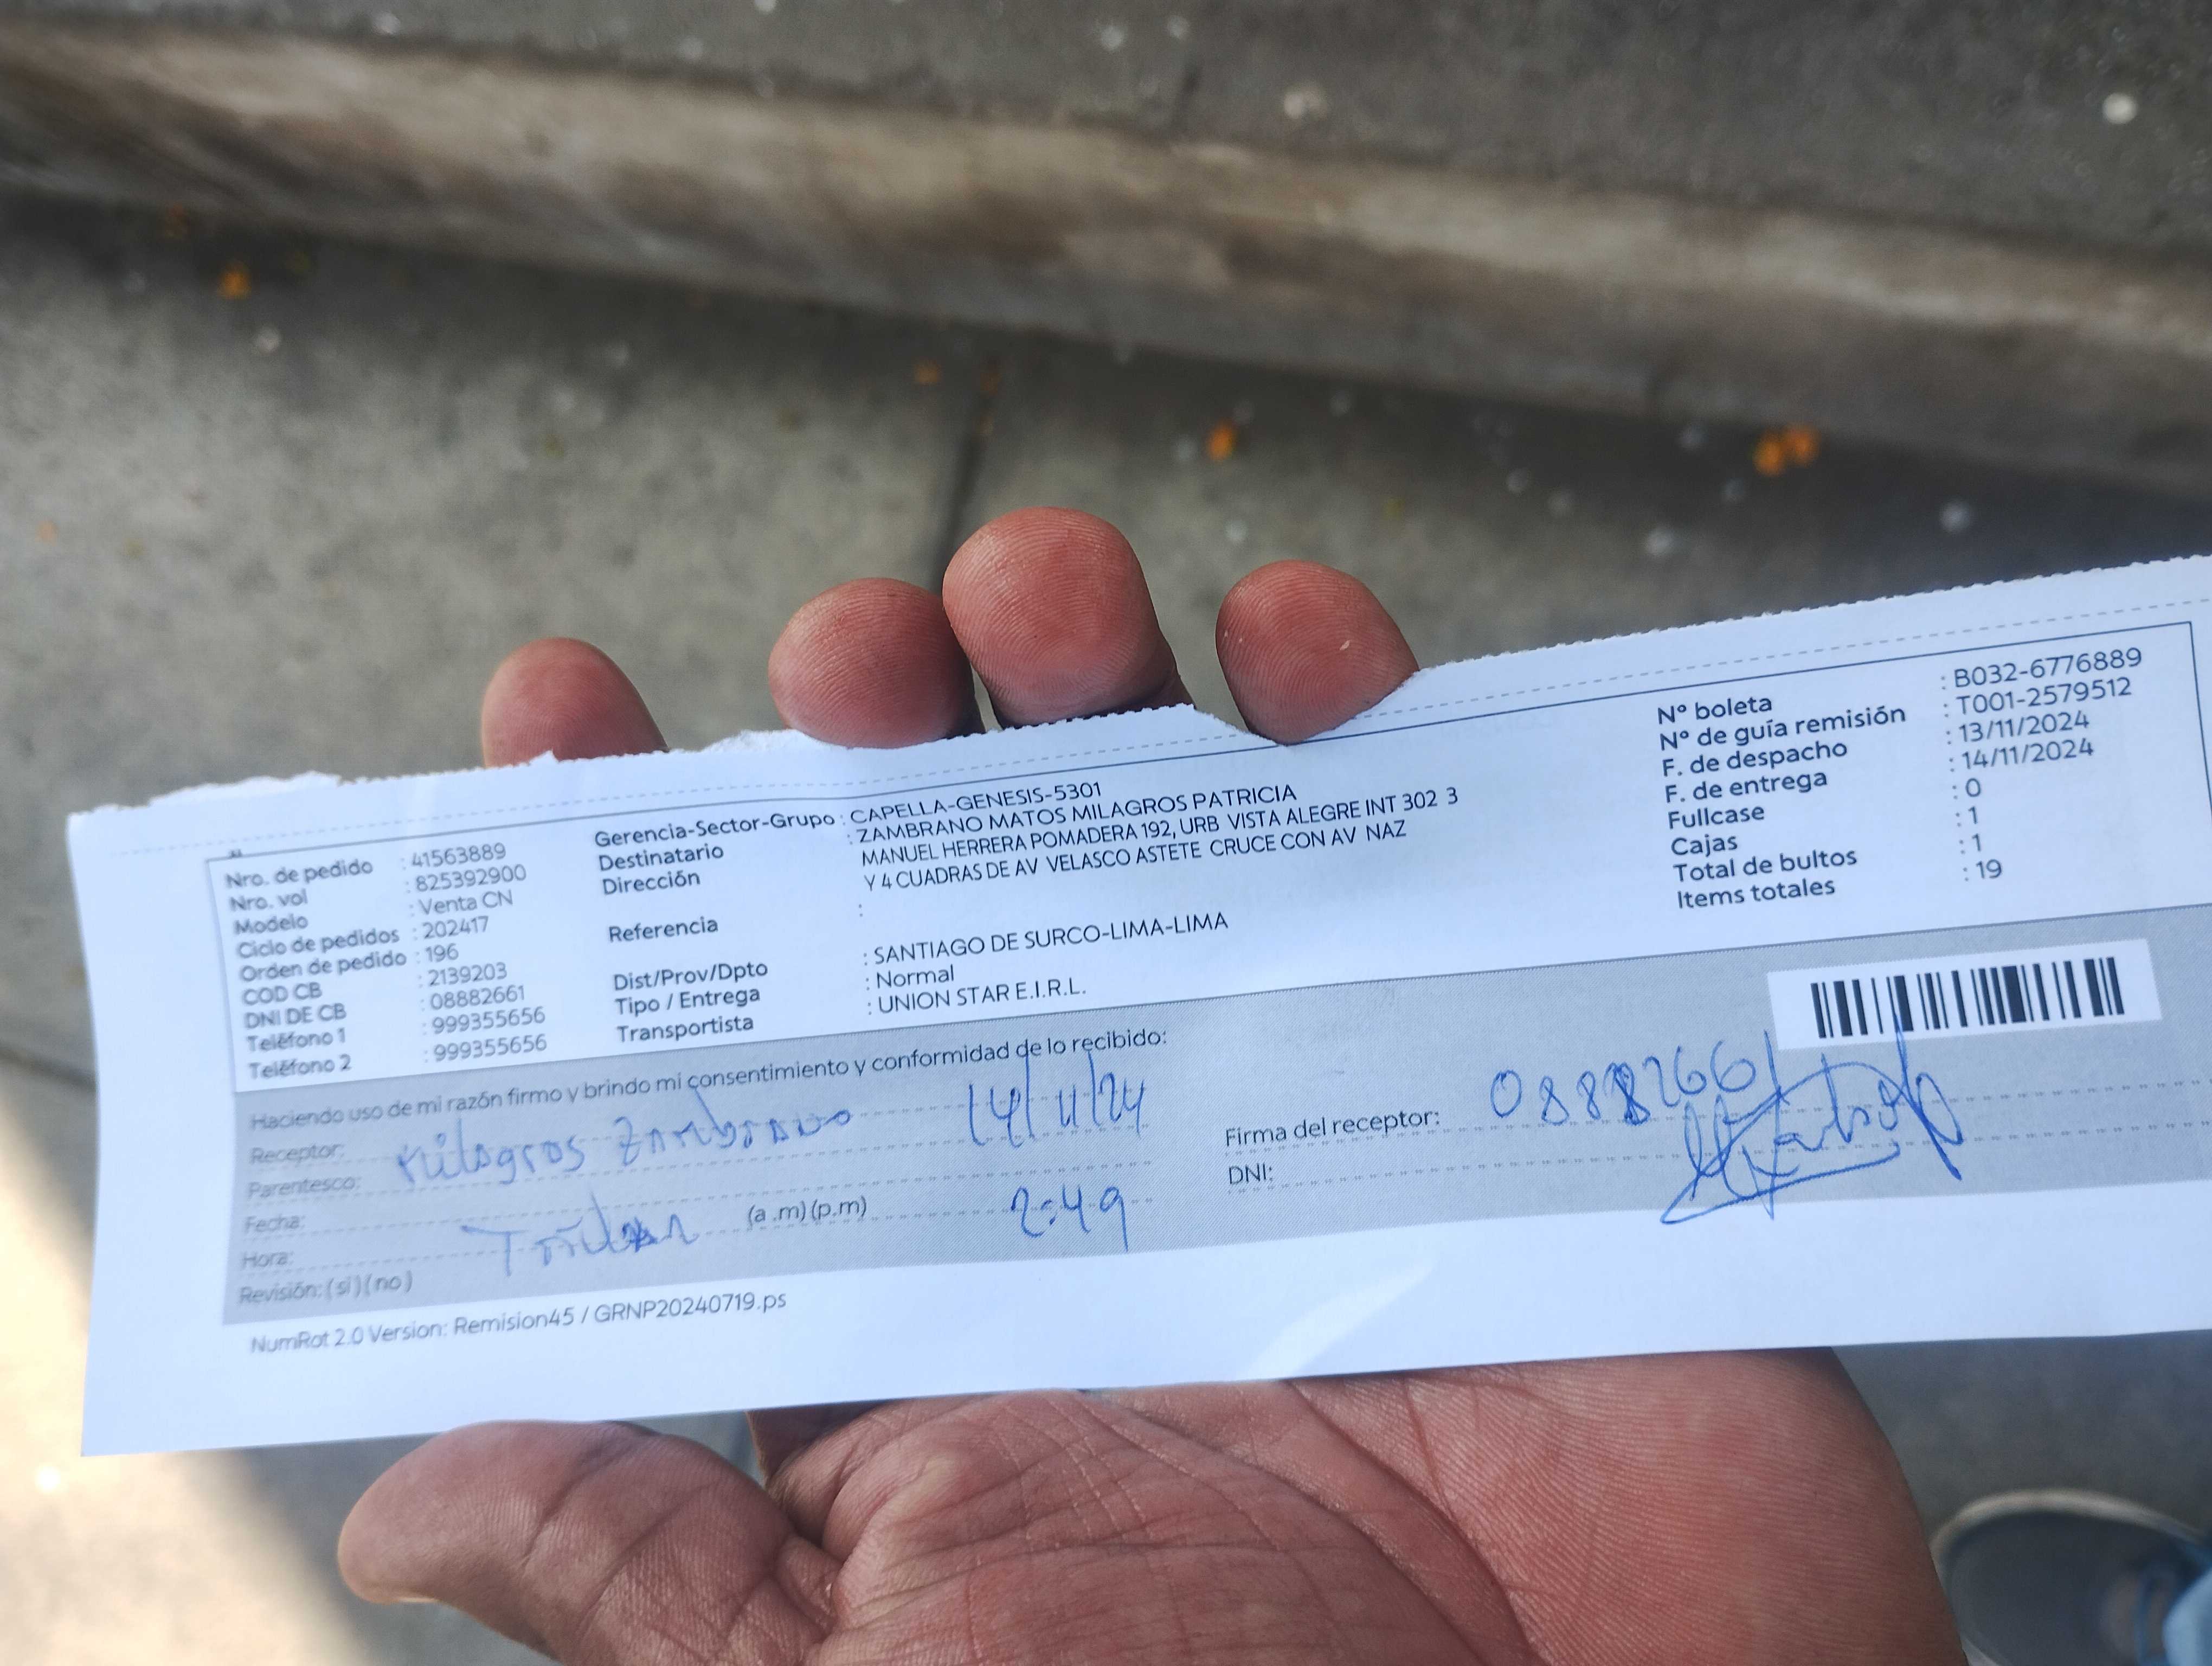 Nro. de pedido : 41563889
Nro. vol : 825392900
Modelo : Venta CN
Ciclo de pedidos : 202417
Orden de pedido : 196
COD CB : 2139203
DNI DE CB : 08882661
Teléfono 1 : 999355656
Teléfono 2 : 999355656
Gerencia-Sector-Grupo : CAPELLA-GENESIS-5301
Destinatario : ZAMBRANO MATOS MILAGROS PATRICIA
Dirección MANUEL HERRERA POMADERA 192, URB VISTA ALEGRE INT 302 3
Y 4 CUADRAS DE AV VELASCO ASTETE CRUCE CON AV NAZ
Referencia :
Dist/Prov/Dpto : SANTIAGO DE SURCO-LIMA-LIMA
Tipo / Entrega : Normal
Transportista : UNION STAR E.I.R.L.
N° boleta : B032-6776889
N° de guía remisión : T001-2579512
F. de despacho : 13/11/2024
F. de entrega : 14/11/2024
Fullcase : 0
Cajas : 1
Total de bultos : 1
Items totales : 19
Haciendo uso de mi razón firmo y brindo mi consentimiento y conformidad de lo recibido:
Receptor: Milagros Zambrano 14/11/24
Parentesco:
Fecha:
Hora: (a .m) (p.m) 2:49
Revisión: ( si ) ( no )
Firma del receptor: 08882661
DNI:
NumRot 2.0 Version: Remision45 / GRNP20240719.ps